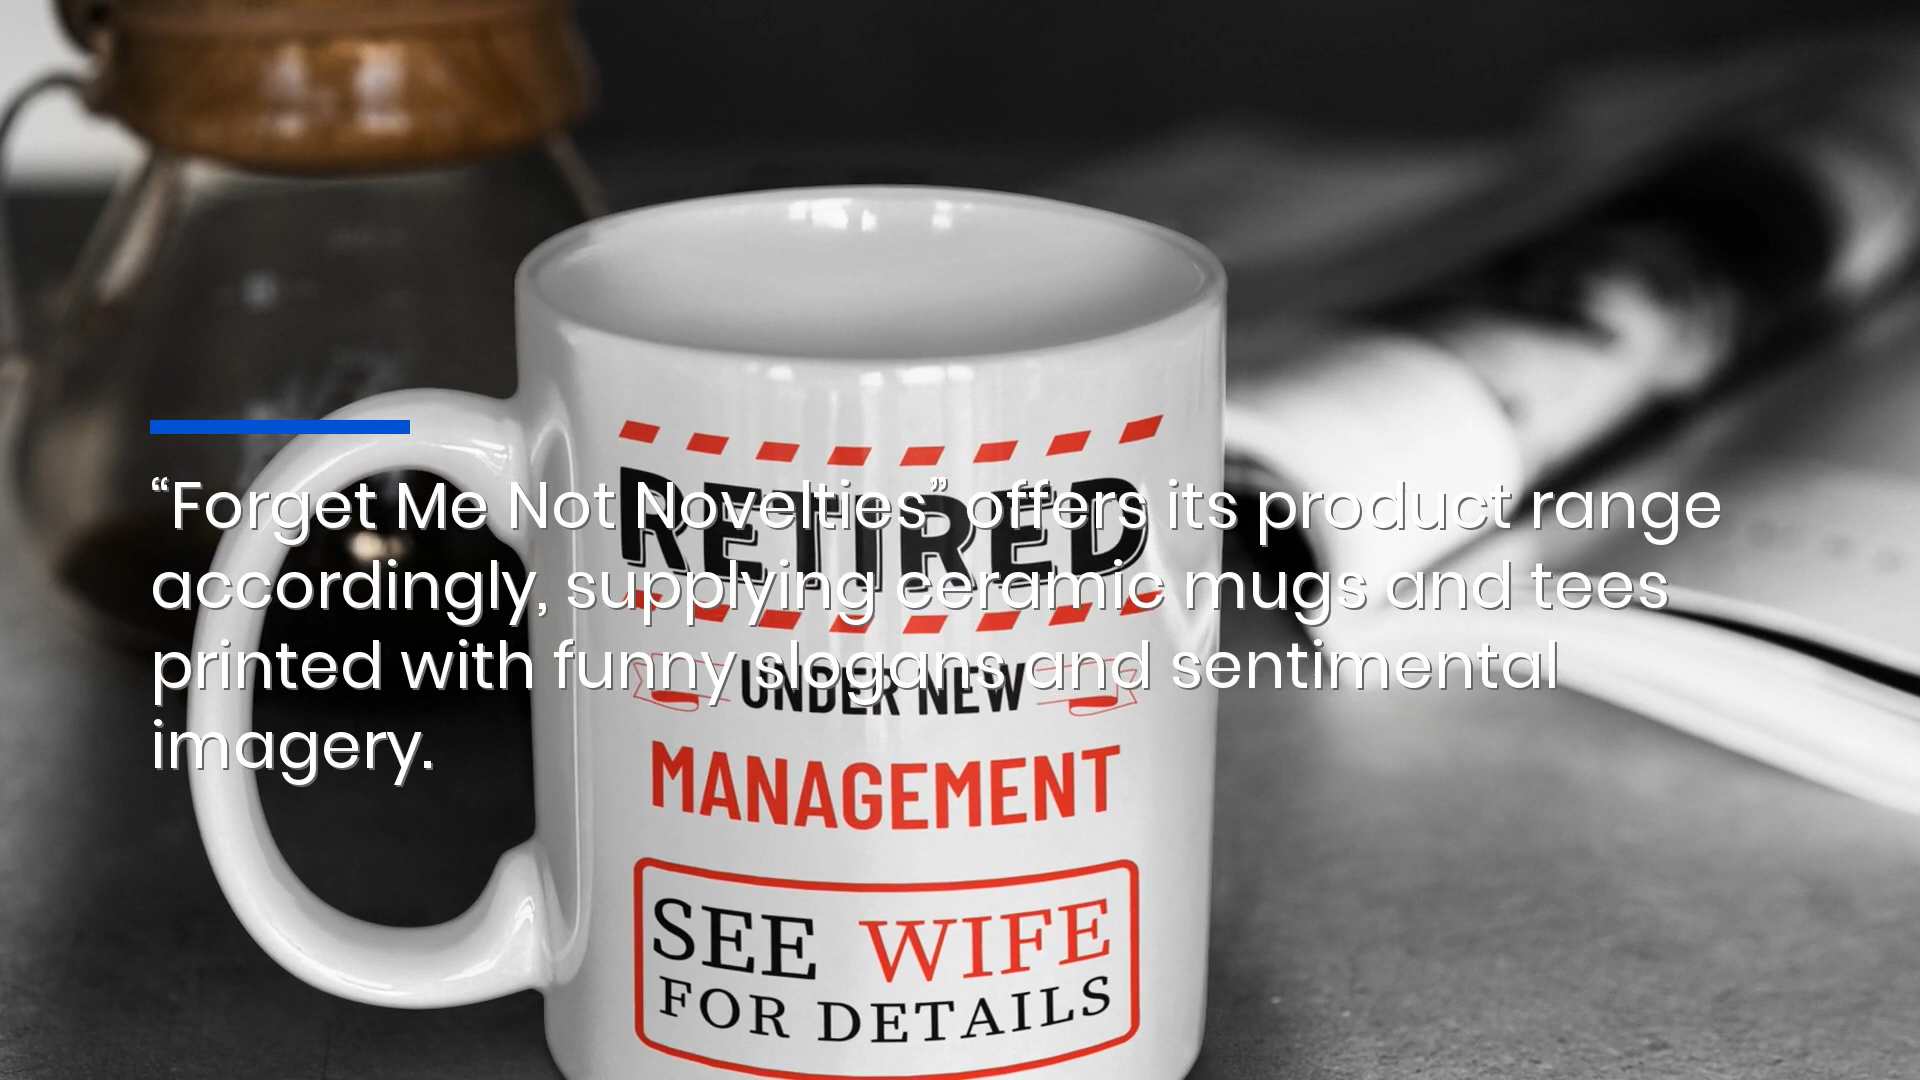 “Forget Me Not Novelties” offers its product range
accordingly, supplying ceramic mugs and tees
printed with funny slogans and sentimental
imagery.
RETIRED
UNDER NEW
MANAGEMENT
SEE WIFE
FOR DETAILS